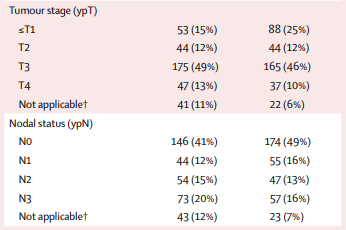 Tumour stage (ypT)
≤T1 53 (15%) 88 (25%)
T2 44 (12%) 44 (12%)
T3 175 (49%) 165 (46%)
T4 47 (13%) 37 (10%)
Not applicable† 41 (11%) 22 (6%)
Nodal status (ypN)
N0 146 (41%) 174 (49%)
N1 44 (12%) 55 (16%)
N2 54 (15%) 47 (13%)
N3 73 (20%) 57 (16%)
Not applicable† 43 (12%) 23 (7%)